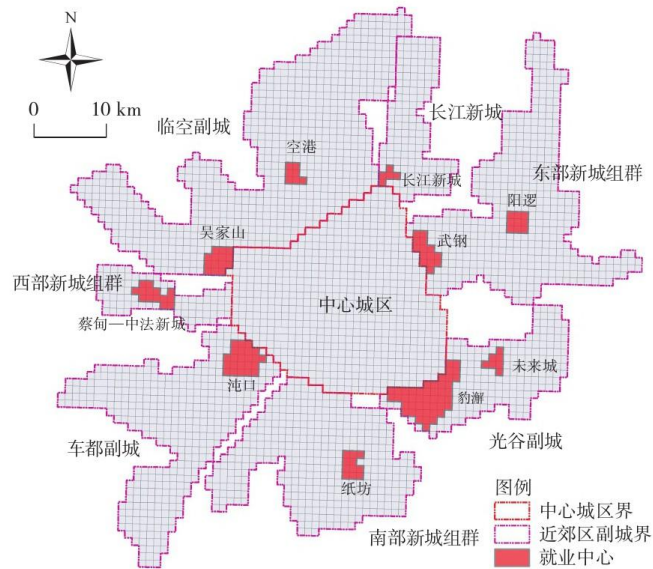 N
0 10 km
临空副城
长江新城
空港
长江新城
东部新城组群
阳逻
吴家山
武钢
西部新城组群
中心城区
蔡甸—中法新城
沌口
未来城
豹澥
车都副城
光谷副城
纸坊
南部新城组群
图例
中心城区界
近郊区副城界
就业中心